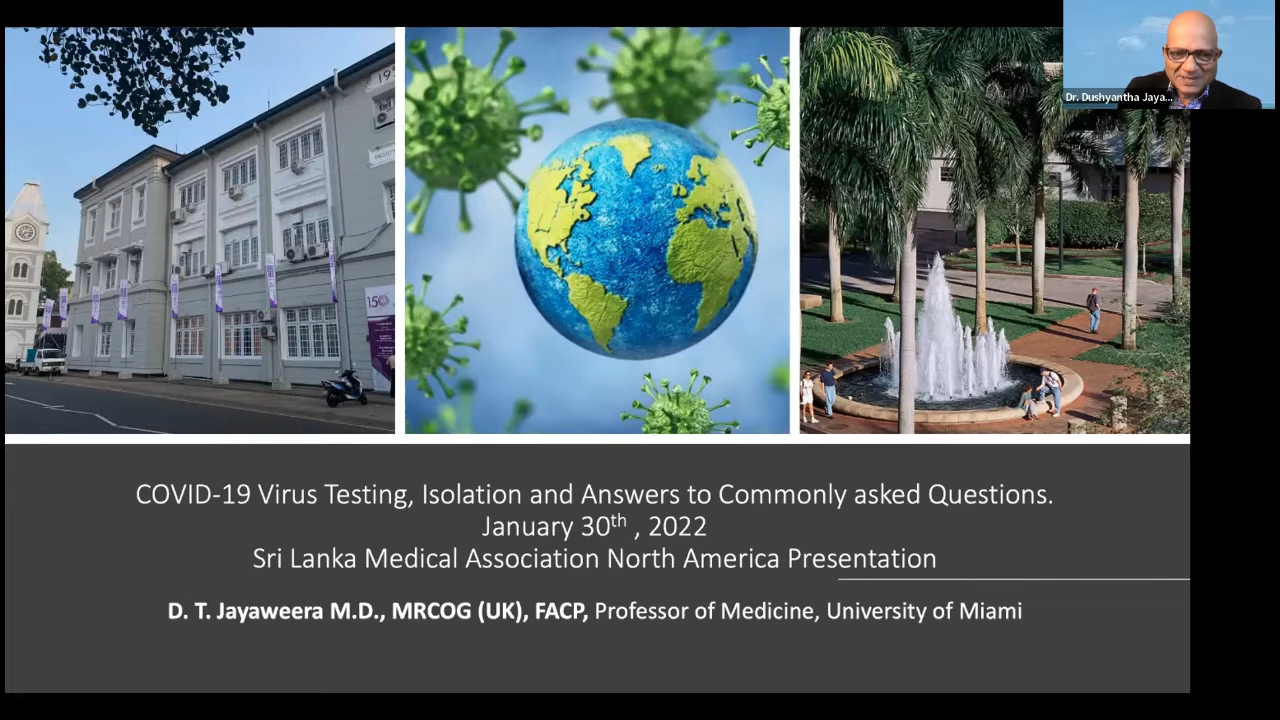 Dr. Dushyantha Jaya...
15
COVID-19 Virus Testing, Isolation and Answers to Commonly asked Questions.
January 30th , 2022
Sri Lanka Medical Association North America Presentation
D. T. Jayaweera M.D., MRCOG (UK), FACP, Professor of Medicine, University of Miami